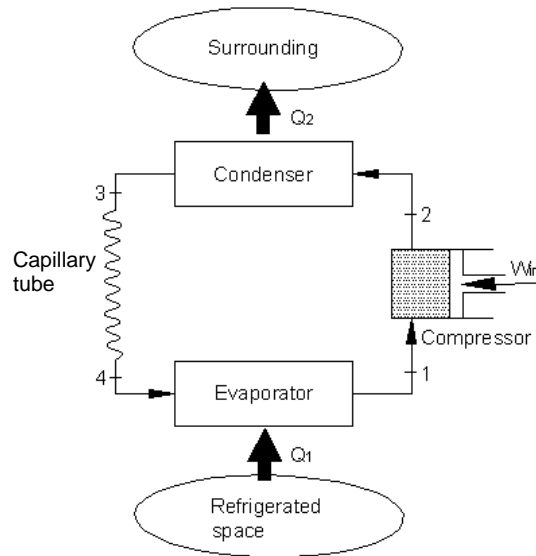 Surrounding
Q2
Condenser
3
2
Capillary
tube
Win
Compressor
4
Evaporator
1
Q1
Refrigerated
space